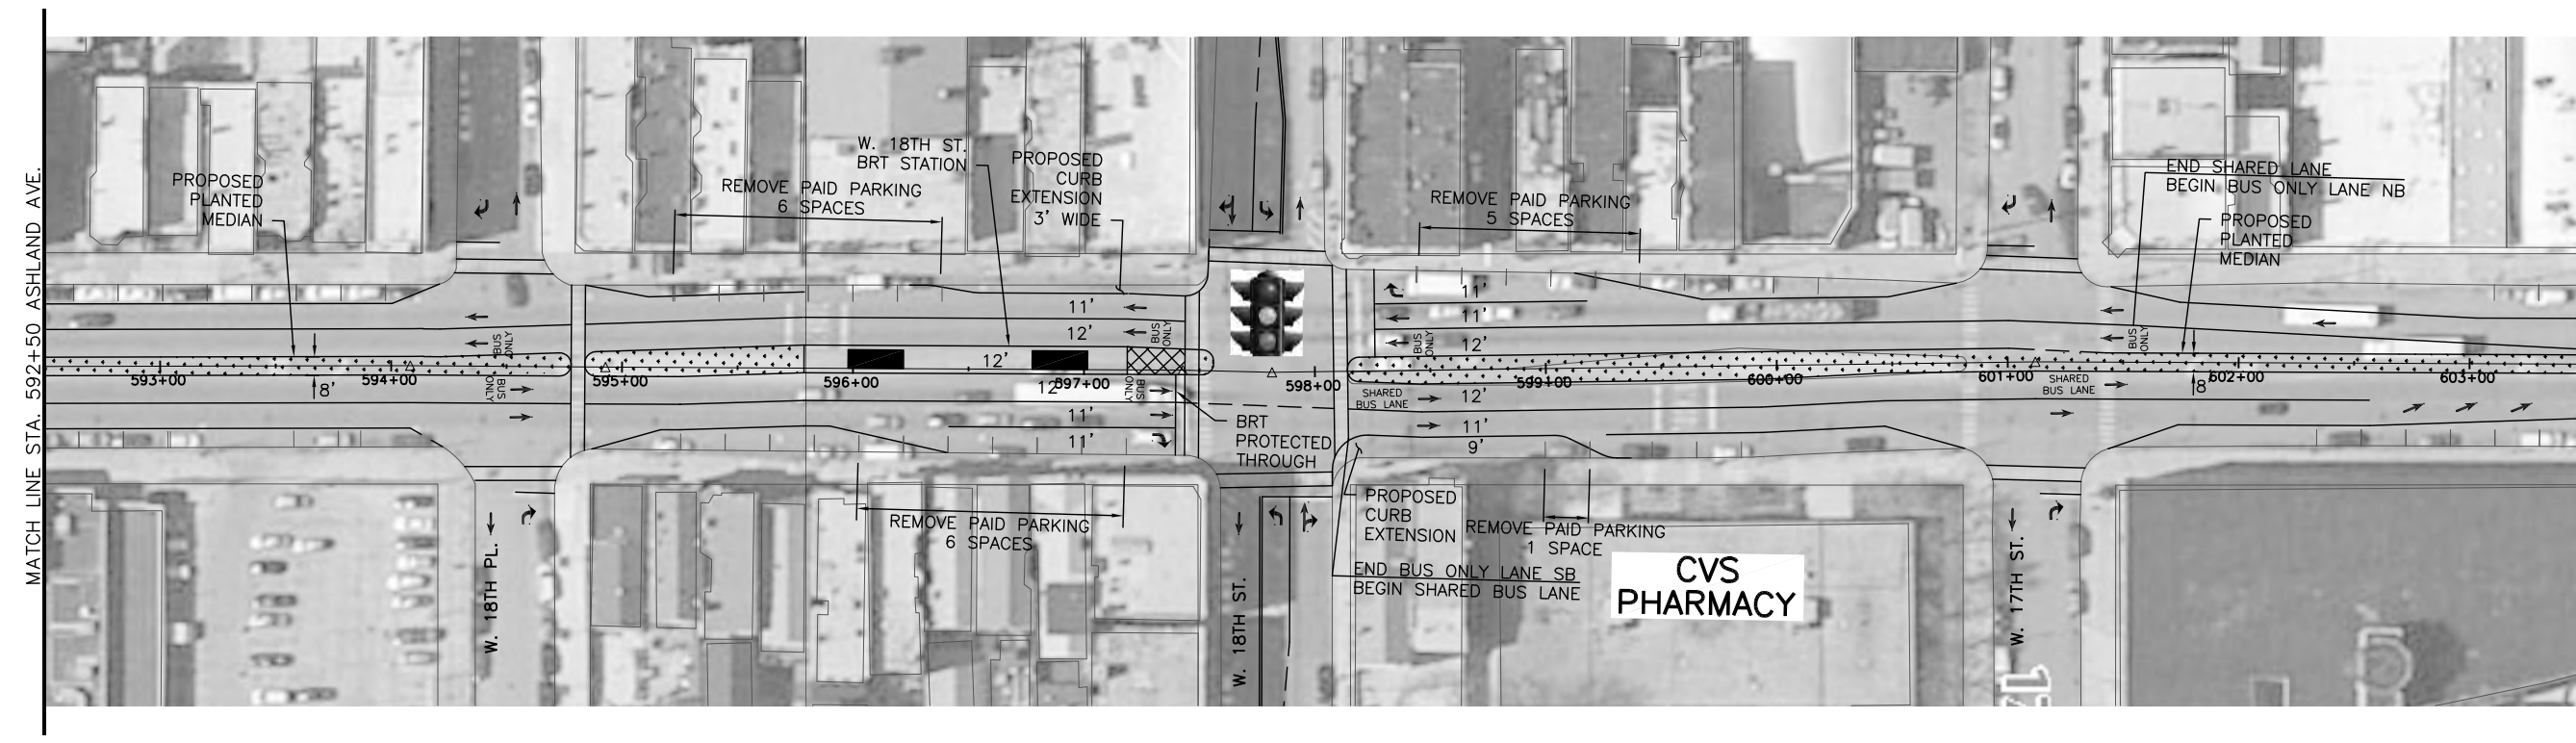 MATCH LINE STA. 592+50 ASHLAND AVE.
PROPOSED
PLANTED
MEDIAN
W. 18TH ST.
BRT STATION
REMOVE PAID PARKING
6 SPACES
PROPOSED
CURB
EXTENSION
3' WIDE
REMOVE PAID PARKING
5 SPACES
END SHARED LANE
BEGIN BUS ONLY LANE NB
PROPOSED
PLANTED
MEDIAN
BUS
ONLY
BUS
ONLY
8'
11'
12'
BUS
ONLY
12'
12'
BUS
ONLY
11'
11'
11'
11'
BUS
ONLY
12'
BUS
ONLY
593+00
594+00
595+00
596+00
597+00
598+00
599+00
600+00
601+00
602+00
603+00
SHARED
BUS LANE
12'
11'
9'
SHARED
BUS LANE
8'
BRT
PROTECTED
THROUGH
REMOVE PAID PARKING
6 SPACES
PROPOSED
CURB
EXTENSION
REMOVE PAID PARKING
1 SPACE
END BUS ONLY LANE SB
BEGIN SHARED BUS LANE
CVS
PHARMACY
W. 18TH PL.
W. 18TH ST.
W. 17TH ST.